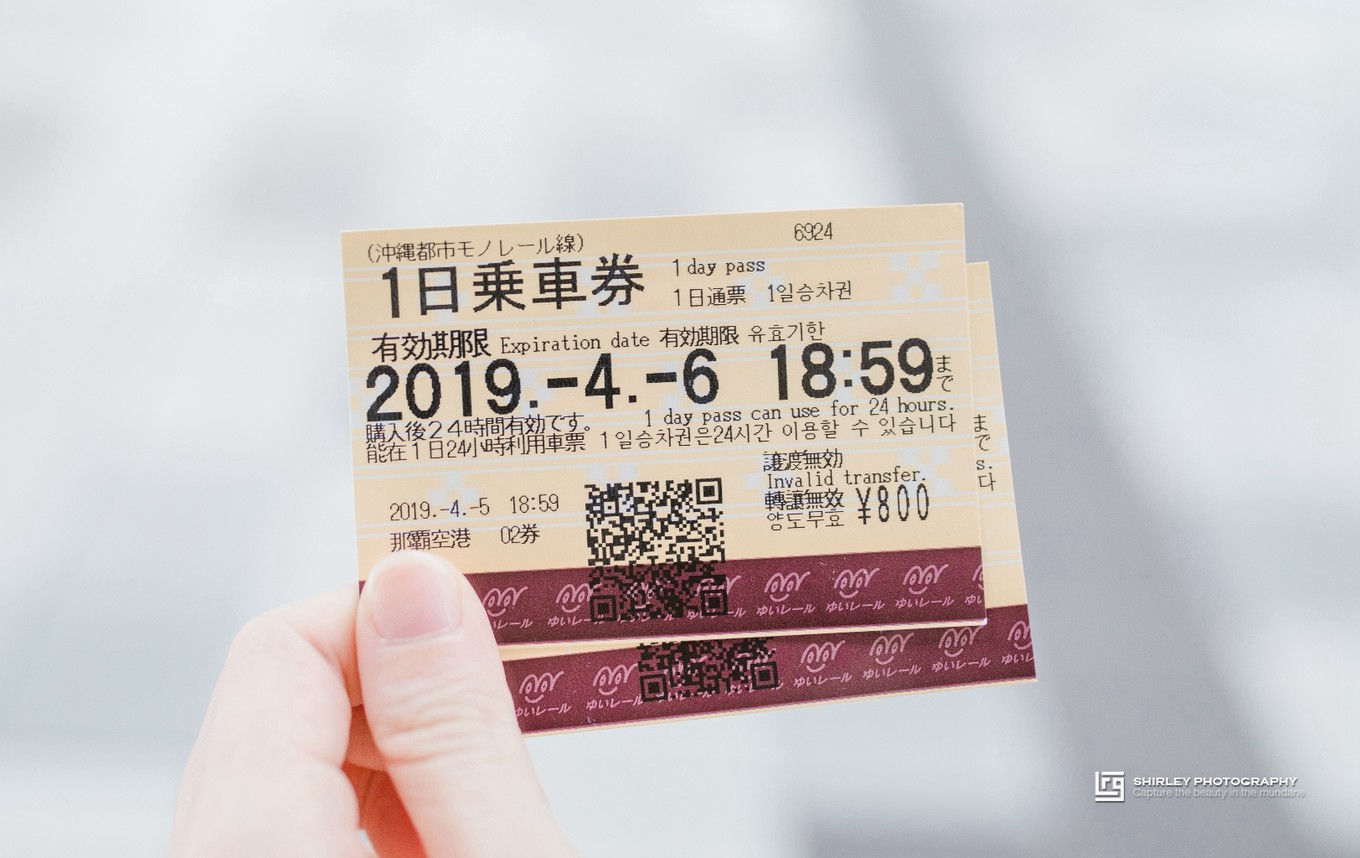 (沖縄都市モノレール線)
6924
1日乗車券
1 day pass
1日通票 1일승차권
有効期限 Expiration date 有効期限 유효기한
2019.-4.-6 18:59まで
購入後24時間有効です。 1 day pass can use for 24 hours.
能在1日24小時利用車票 1일승차권은24시간 이용할 수 있습니다
譲渡無効
Invalid transfer.
轉讓無效 ¥800
양도무효
2019.-4.-5 18:59
那覇空港 02券
ゆいレール ゆいレール ゆいレール ゆいレール ゆいレール
まで
s.
다
ゆいレール ゆいレール ゆいレール ゆいレール ゆいレール ゆいレール
SHIRLEY PHOTOGRAPHY
Capture the beauty in the mundane